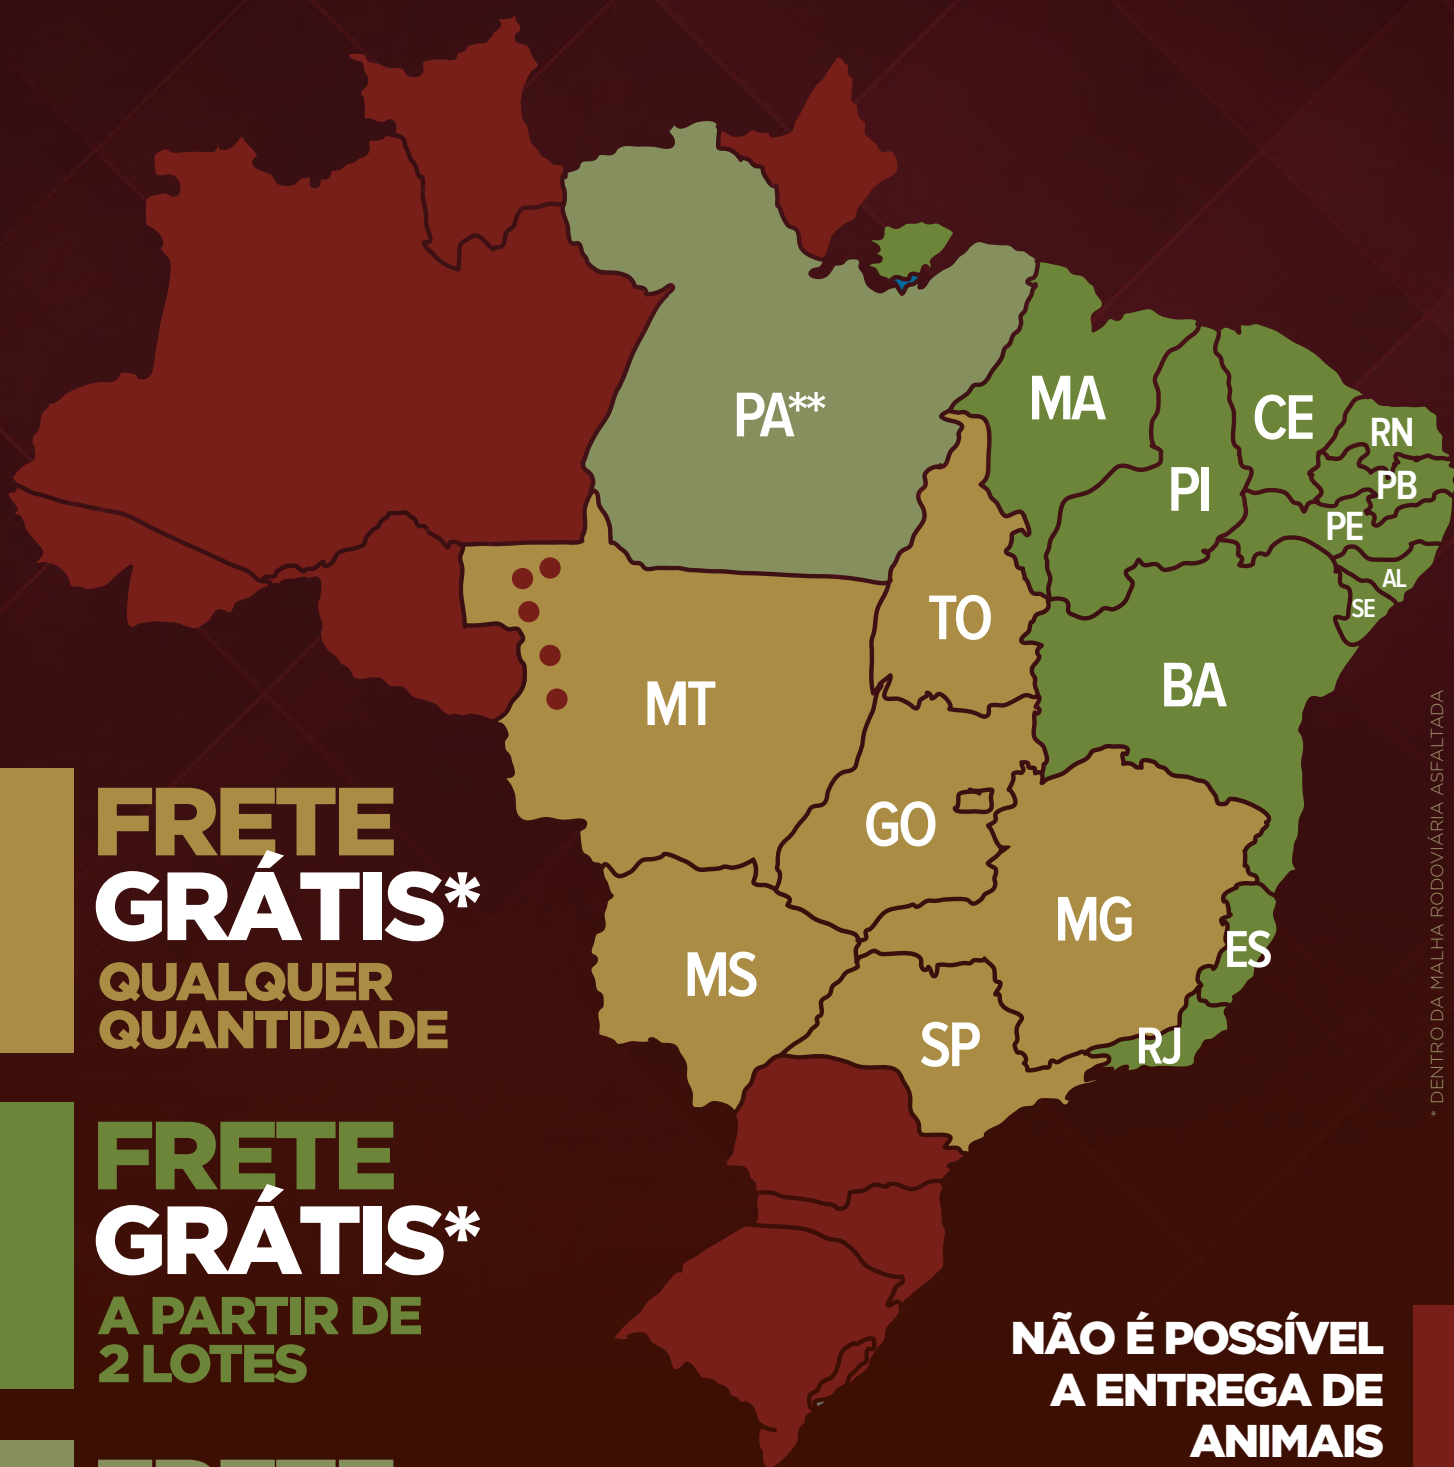 PA**
MA
CE
RN
PI
PB
PE
AL
SE
TO
BA
MT
GO
MG
ES
MS
SP
RJ
FRETE
GRÁTIS*
QUALQUER
QUANTIDADE
FRETE
GRÁTIS*
A PARTIR DE
2 LOTES
NÃO É POSSÍVEL
A ENTREGA DE
ANIMAIS
* DENTRO DA MALHA RODOVIÁRIA ASFALTADA